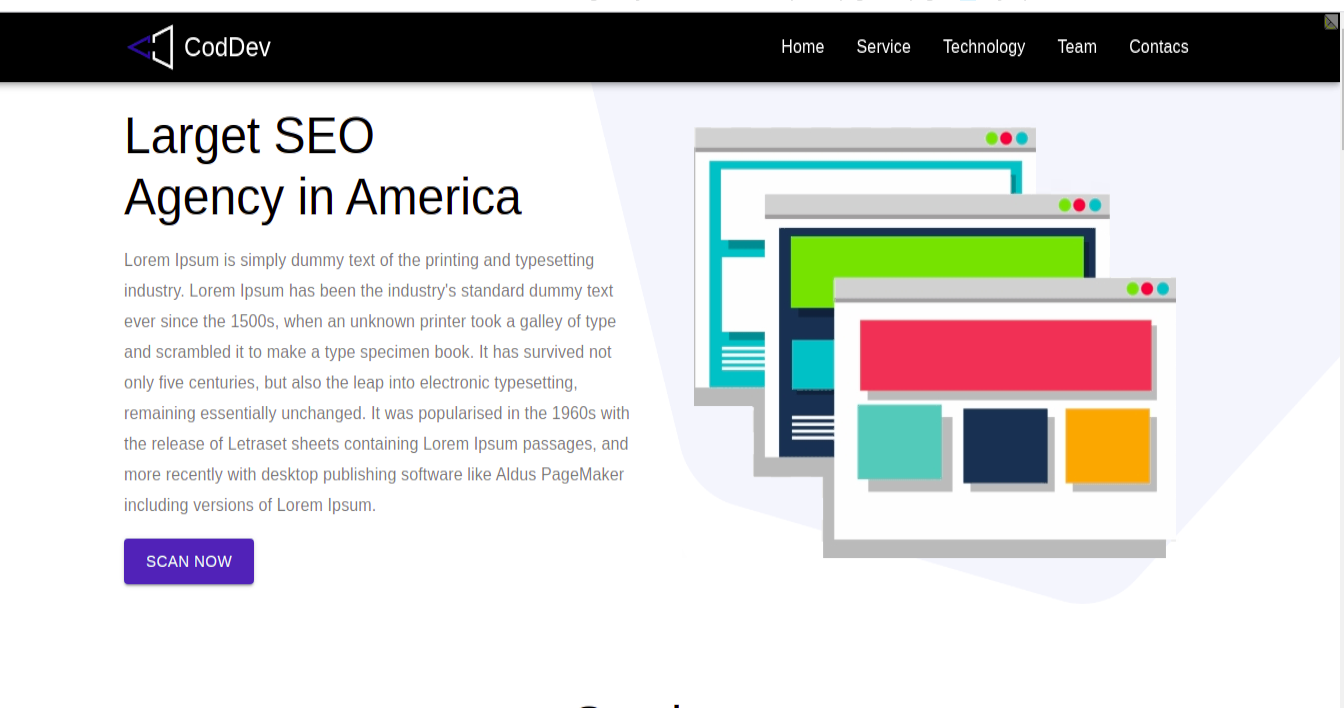 CodDev
Home Service Technology Team Contacs
Larget SEO
Agency in America
Lorem Ipsum is simply dummy text of the printing and typesetting
industry. Lorem Ipsum has been the industry's standard dummy text
ever since the 1500s, when an unknown printer took a galley of type
and scrambled it to make a type specimen book. It has survived not
only five centuries, but also the leap into electronic typesetting,
remaining essentially unchanged. It was popularised in the 1960s with
the release of Letraset sheets containing Lorem Ipsum passages, and
more recently with desktop publishing software like Aldus PageMaker
including versions of Lorem Ipsum.
SCAN NOW